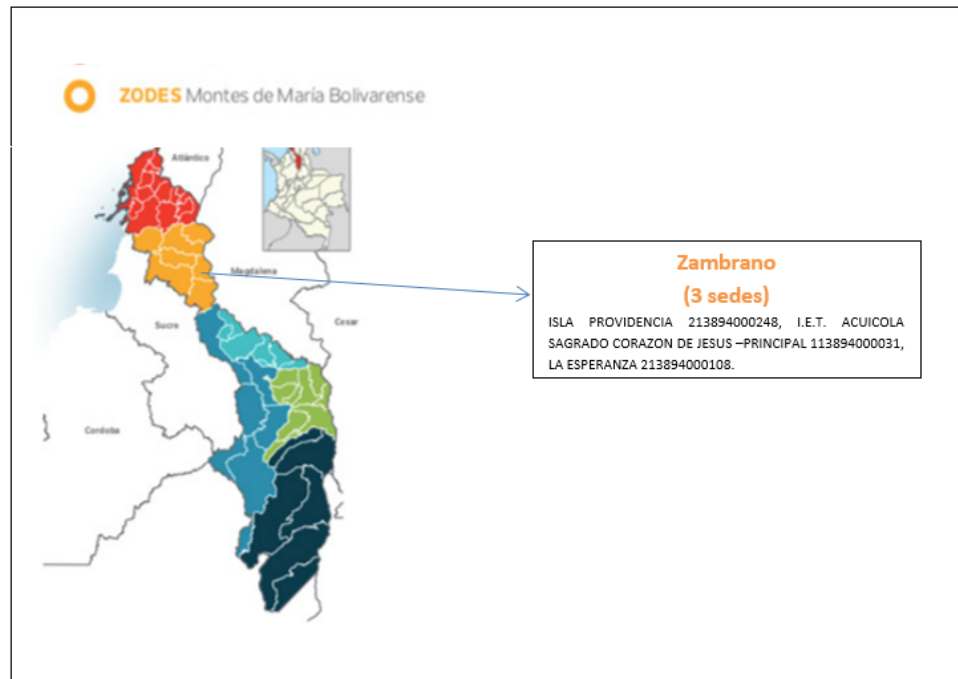 ZODES Montes de María Bolivarense
Atlántico
Magdalena
Sucre
Cesar
Cordoba
Zambrano
(3 sedes)
ISLA PROVIDENCIA 213894000248, I.E.T. ACUICOLA
SAGRADO CORAZON DE JESUS –PRINCIPAL 113894000031,
LA ESPERANZA 213894000108.